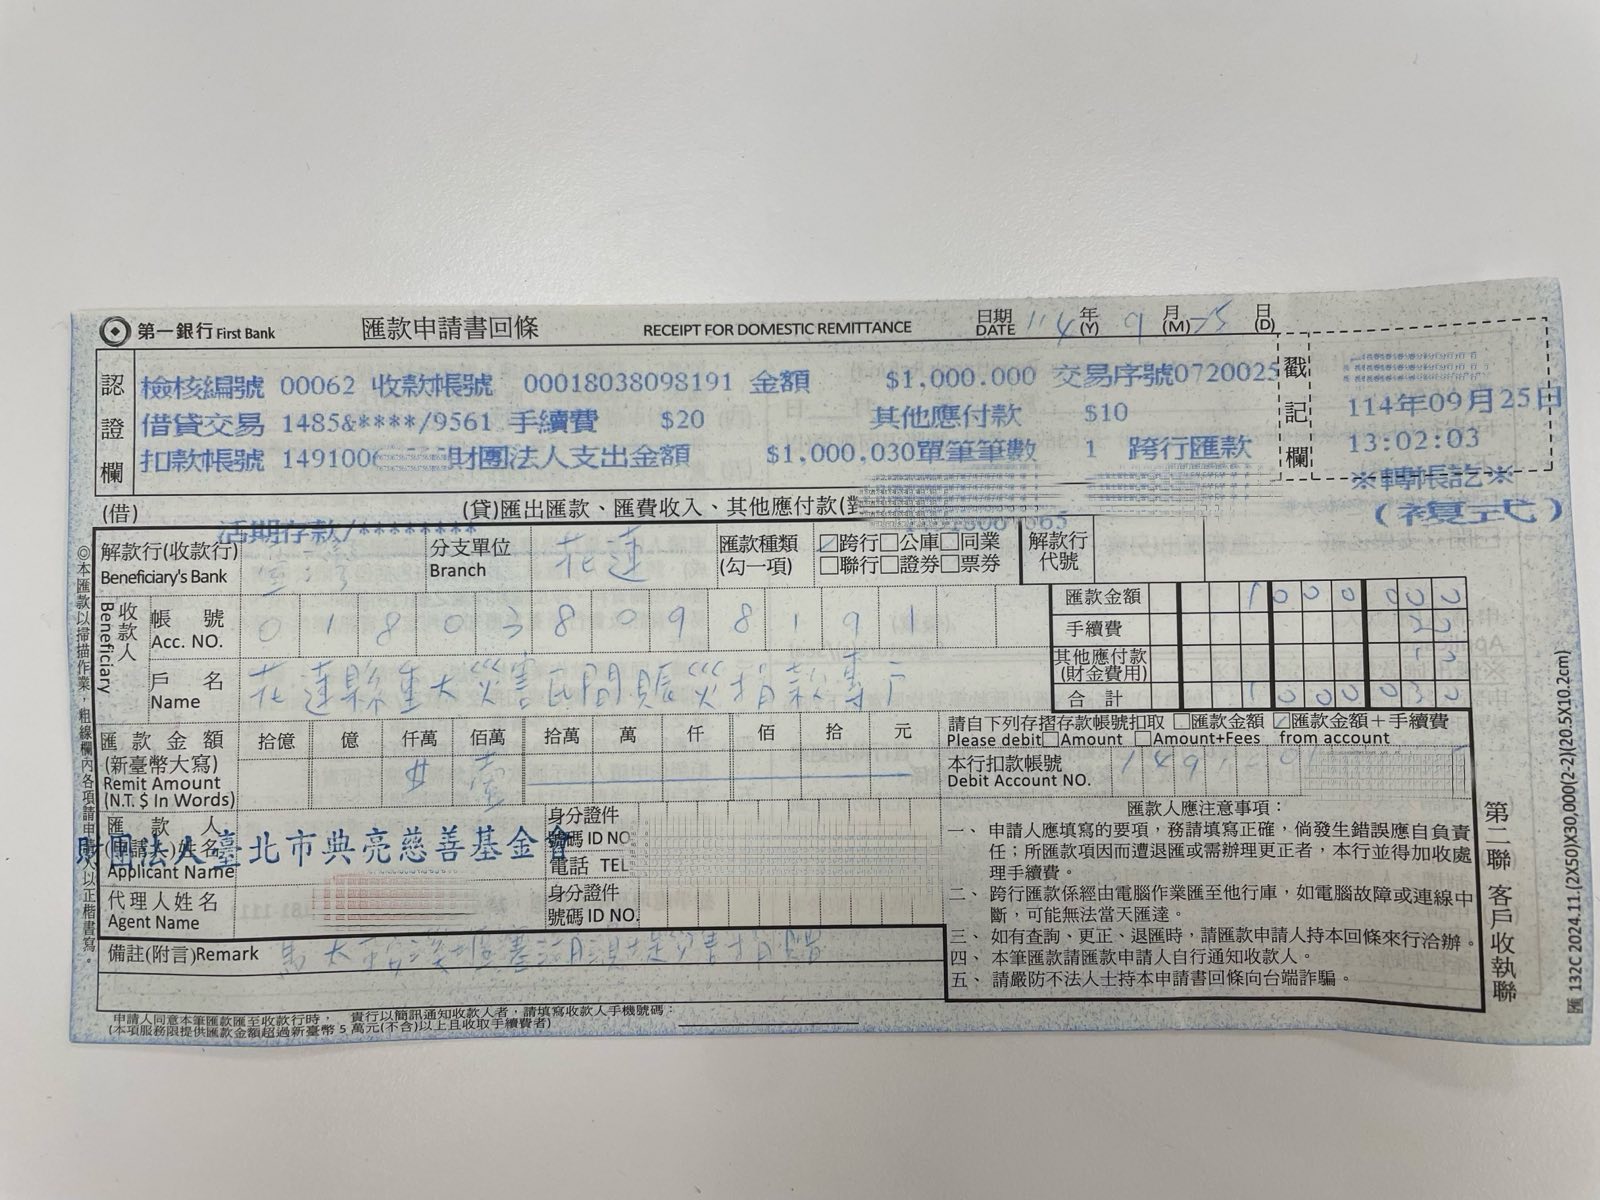 第一銀行 First Bank 匯款申請書回條 RECEIPT FOR DOMESTIC REMITTANCE 日期 DATE 114 年(Y) 9 月(M) 25 日(D)
認證欄
檢核編號 00062 收款帳號 00018038098191 金額 $1,000.000 交易序號0720025
借貸交易 1485&****/9561 手續費 $20 其他應付款 $10
扣款帳號 149100 財團法人支出金額 $1,000,030單筆筆數 1 跨行匯款
戳記欄
114年09月25日
13:02:03
※轉帳訖※
(複式)
(借) (貸)匯出匯款、匯費收入、其他應付款(對
活期存款/********
解款行(收款行) Beneficiary's Bank 分支單位 Branch 花蓮
匯款種類 (勾一項) 跨行 公庫 同業 聯行 證券 票券
解款行代號
收款人 Beneficiary
帳號 Acc. NO. 018038098191
戶名 Name 花蓮縣重大災害民間賑災捐款專戶
匯款金額 1000000
手續費 20
其他應付款 (財金費用) 10
合計 1000030
匯款金額 (新臺幣大寫) Remit Amount (N.T. $ In Words)
拾億 億 仟萬 佰萬 拾萬 萬 仟 佰 拾 元
壹
請自下列存摺存款帳號扣取 匯款金額 匯款金額+手續費
Please debit Amount Amount+Fees from account
本行扣款帳號 Debit Account NO.
匯款人 (申請人)姓名 Applicant Name
財團法人臺北市典亮慈善基金會
身分證件號碼 ID NO.
電話 TEL
代理人姓名 Agent Name
身分證件號碼 ID NO.
備註(附言)Remark
匯款人應注意事項：
一、申請人應填寫的要項，務請填寫正確，倘發生錯誤應自負責
任；所匯款項因而遭退匯或需辦理更正者，本行並得加收處
理手續費。
二、跨行匯款係經由電腦作業匯至他行庫，如電腦故障或連線中
斷，可能無法當天匯達。
三、如有查詢、更正、退匯時，請匯款申請人持本回條來行洽辦。
四、本筆匯款請匯款申請人自行通知收款人。
五、請嚴防不法人士持本申請書回條向台端詐騙。
申請人同意本筆匯款匯至收款行時，貴行以簡訊通知收款人者，請填寫收款人手機號碼：
(本項服務限提供匯款金額超過新臺幣5萬元(不含)以上且收取手續費者)
◎本匯款以掃描作業，粗線欄內各項請申請人以正楷書寫。
第二聯 客戶收執聯
匯 132C 2024.11.(2X50)X30,000(2-2)(20.5X10.2cm)